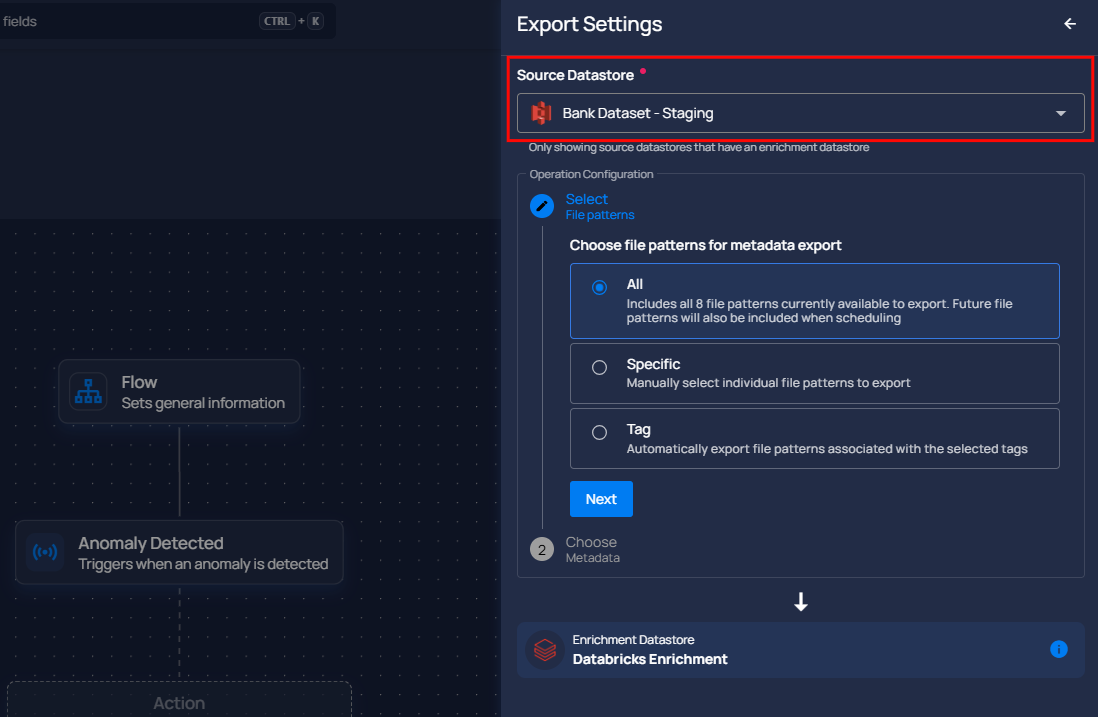 fields
CTRL + K
Flow
Sets general information
Anomaly Detected
Triggers when an anomaly is detected
Action
Export Settings
Source Datastore
Bank Dataset - Staging
Only showing source datastores that have an enrichment datastore
Operation Configuration
Select
File patterns
Choose file patterns for metadata export
All
Includes all 8 file patterns currently available to export. Future file
patterns will also be included when scheduling
Specific
Manually select individual file patterns to export
Tag
Automatically export file patterns associated with the selected tags
Next
2
Choose
Metadata
Enrichment Datastore
Databricks Enrichment